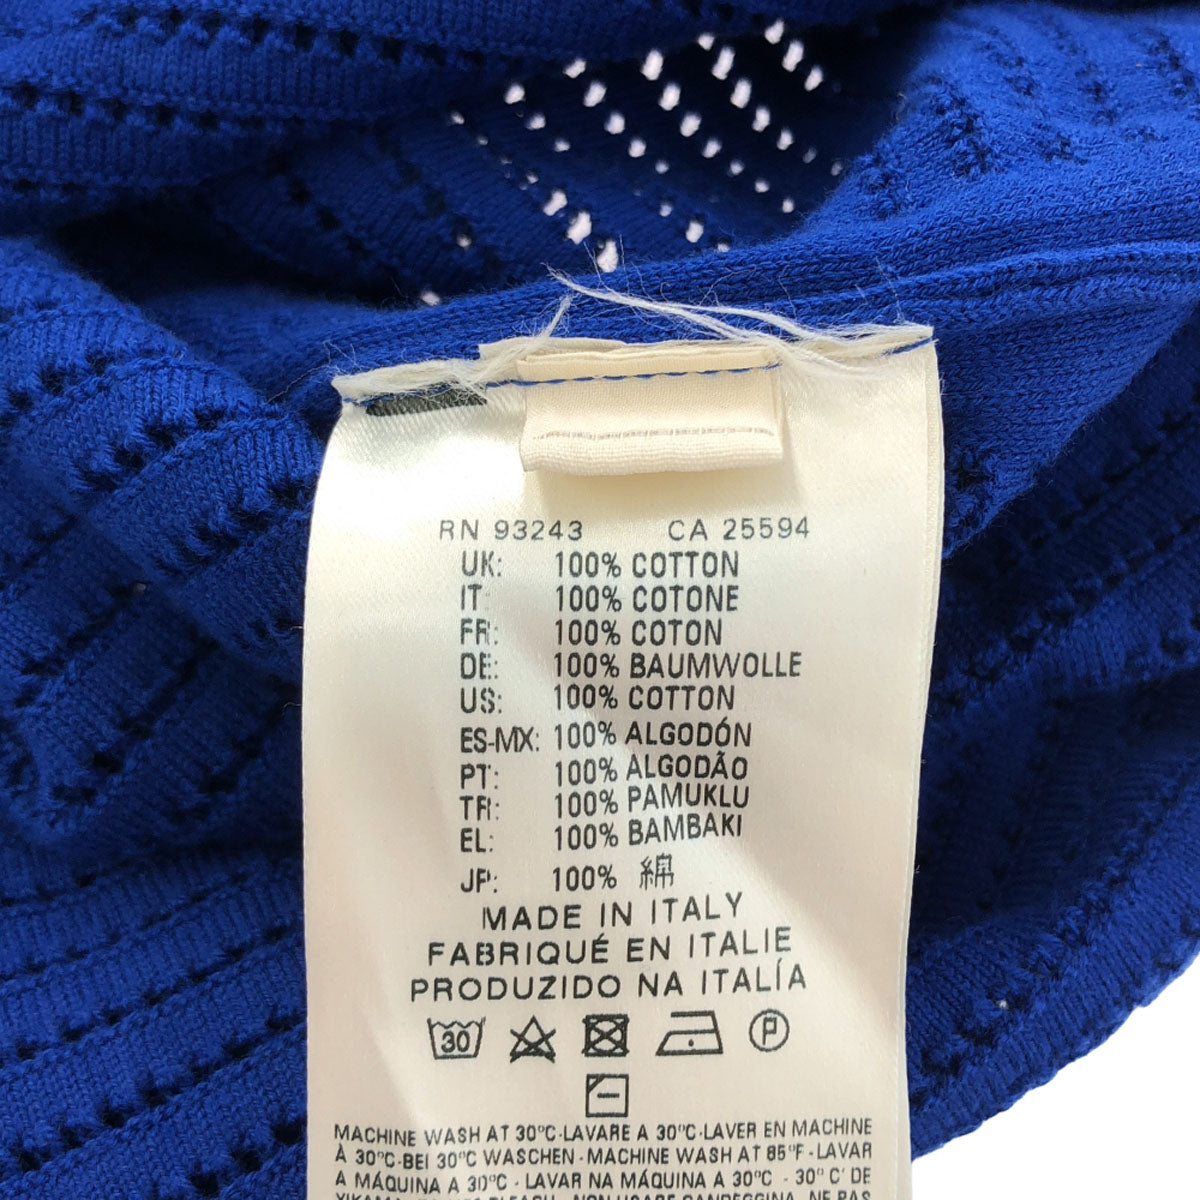 RN 93243 CA 25594
UK: 100% COTTON
IT: 100% COTONE
FR: 100% COTON
DE: 100% BAUMWOLLE
US: 100% COTTON
ES-MX: 100% ALGODÓN
PT: 100% ALGODÃO
TR: 100% PAMUKLU
EL: 100% BAMBAKI
JP: 100% 綿
MADE IN ITALY
FABRIQUÉ EN ITALIE
PRODUZIDO NA ITALÍA
30 P
MACHINE WASH AT 30°C-LAVARE A 30°C-LAVER EN MACHINE
À 30°C-BEI 30°C WASCHEN-MACHINE WASH AT 85°F-LAVAR
A MÁQUINA A 30°C - LAVAR NA MÁQUINA A 30°C - 30° C' DE